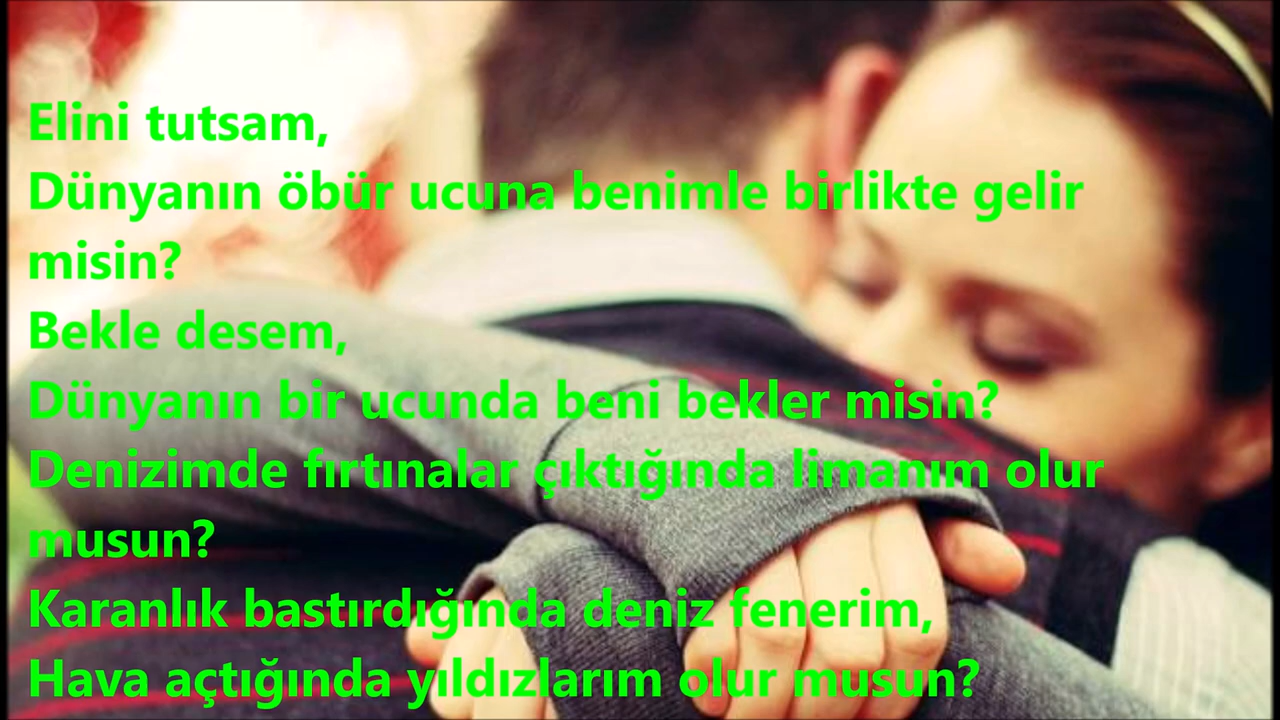 Elini tutsam,
Dünyanın öbür ucuna benimle birlikte gelir
misin?
Bekle desem,
Dünyanın bir ucunda beni bekler misin?
Denizimde fırtınalar çıktığında limanım olur
musun?
Karanlık bastırdığında deniz fenerim,
Hava açtığında yıldızlarım olur musun?